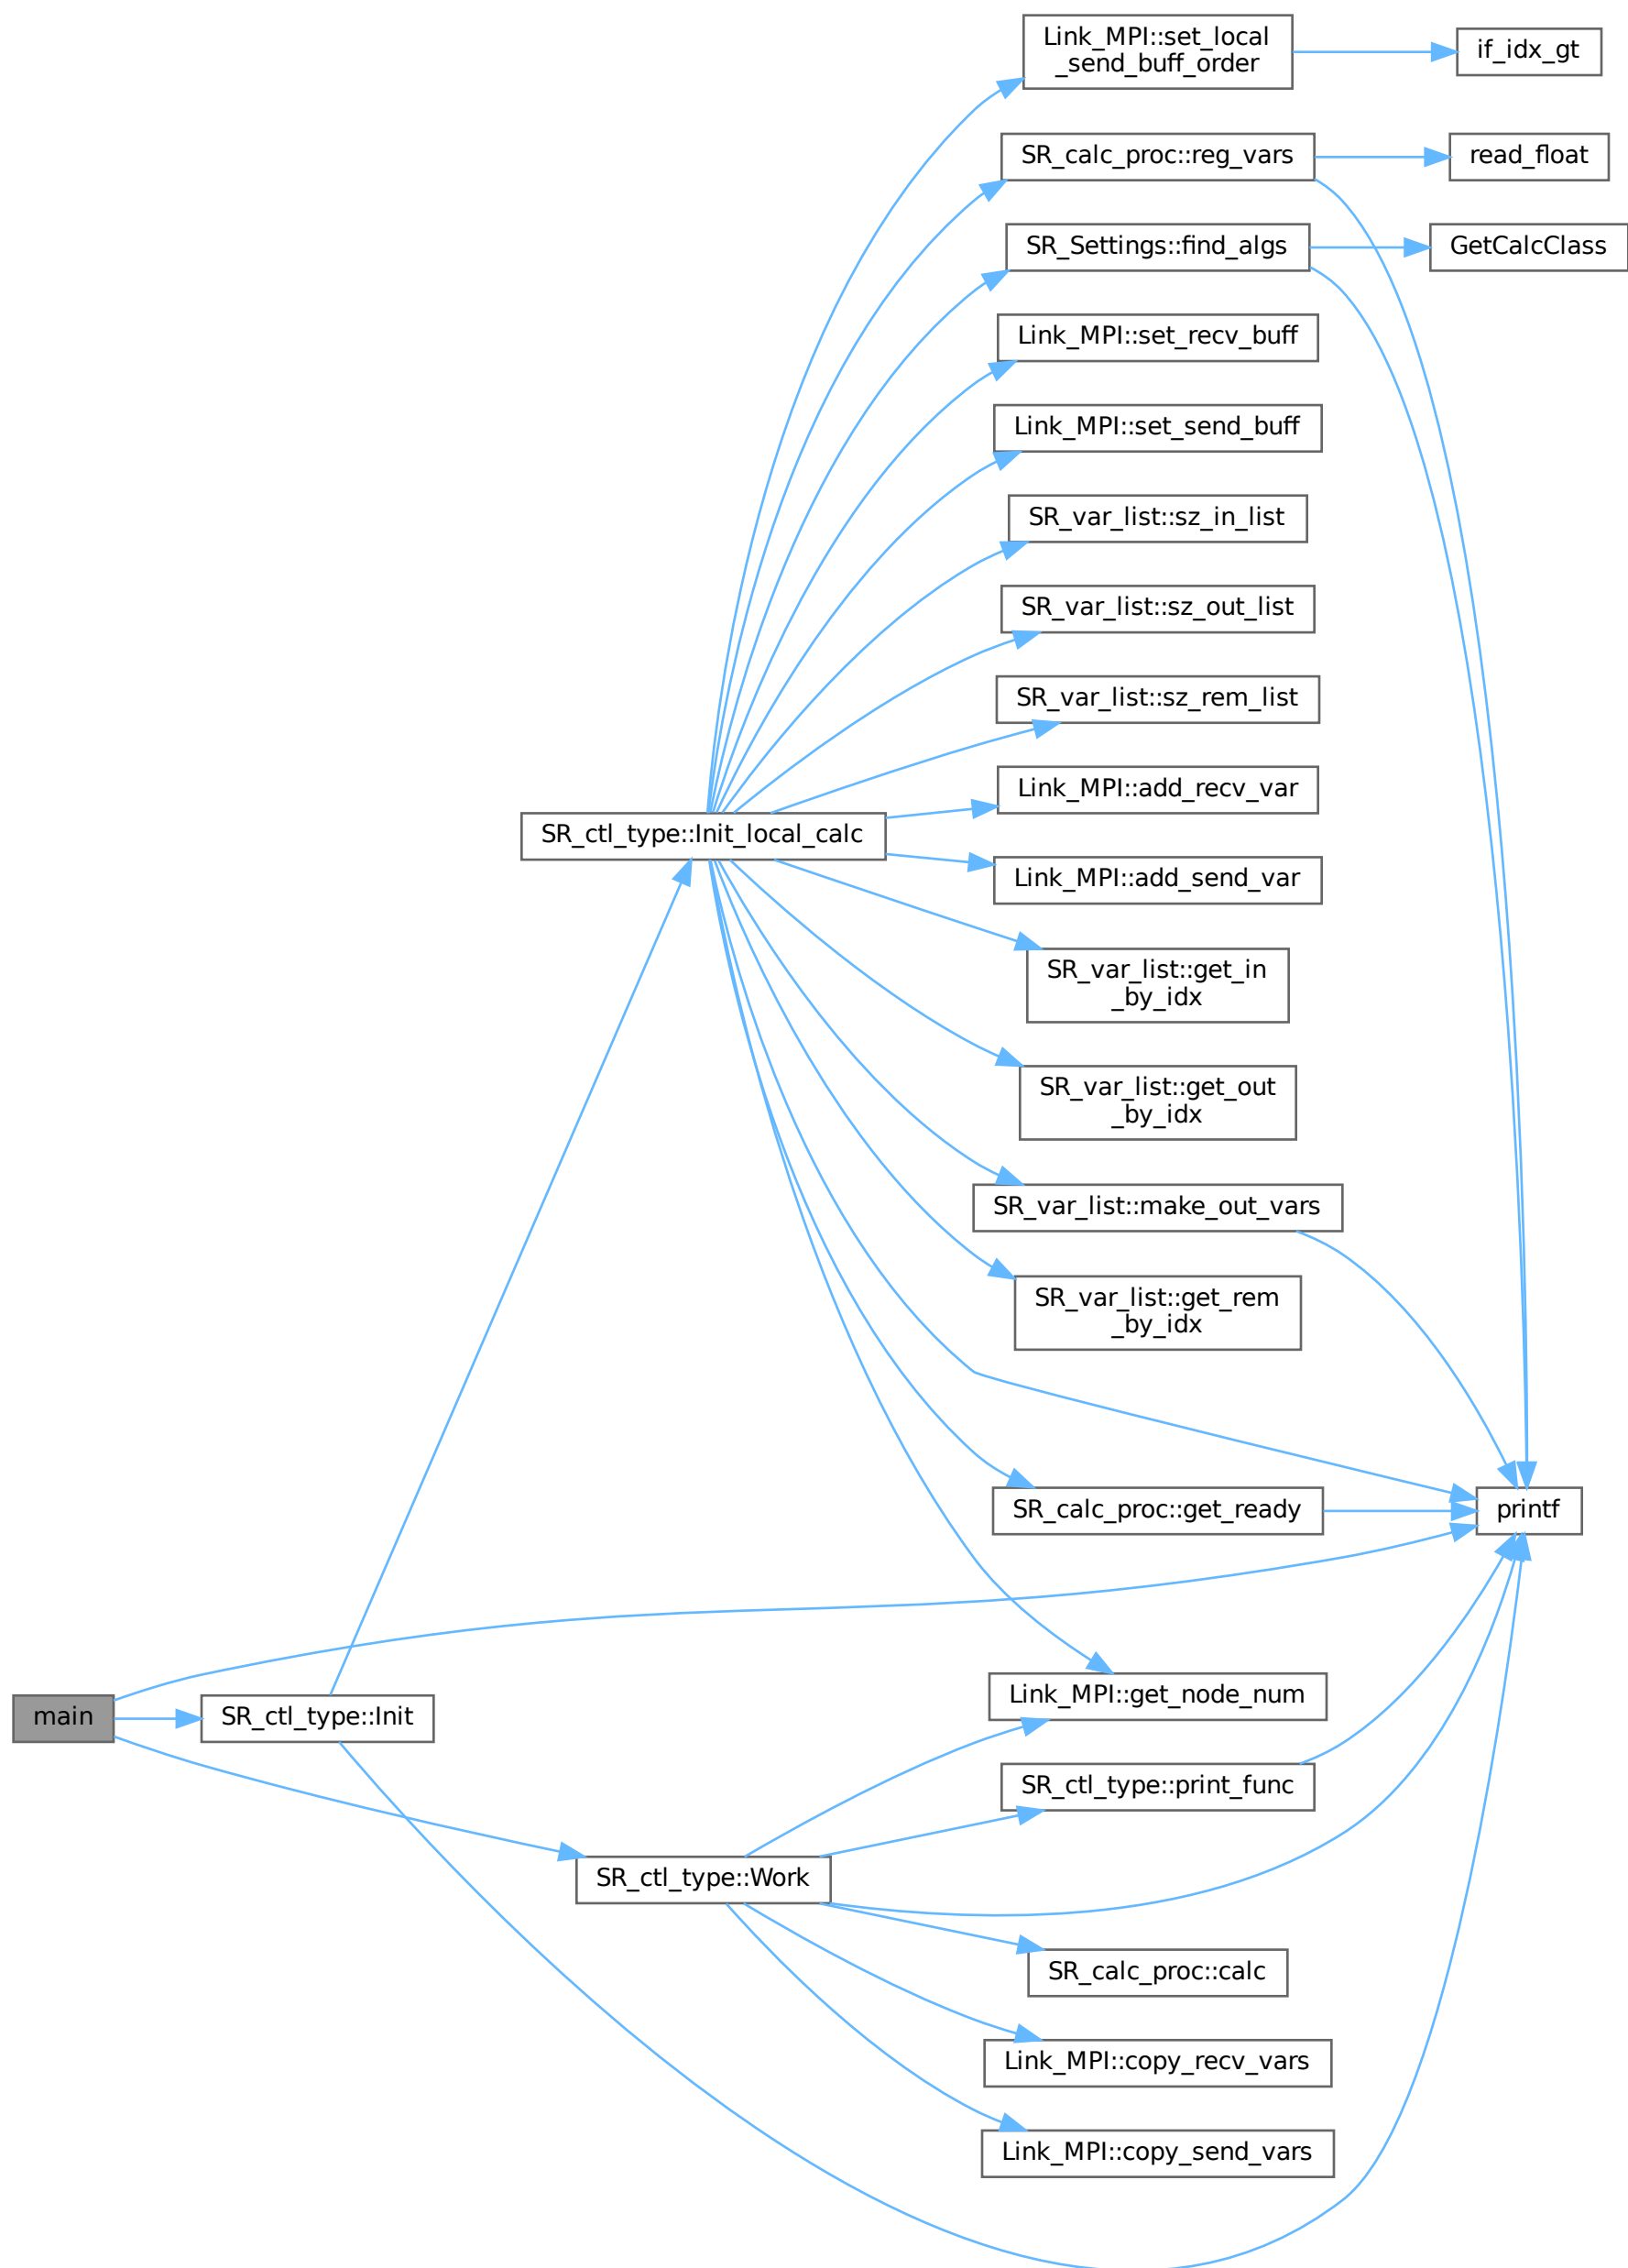 Link_MPI::set_local
_send_buff_order
if_idx_gt
SR_calc_proc::reg_vars
read_float
SR_Settings::find_algs
GetCalcClass
Link_MPI::set_recv_buff
Link_MPI::set_send_buff
SR_var_list::sz_in_list
SR_var_list::sz_out_list
SR_var_list::sz_rem_list
Link_MPI::add_recv_var
SR_ctl_type::Init_local_calc
Link_MPI::add_send_var
SR_var_list::get_in
_by_idx
SR_var_list::get_out
_by_idx
SR_var_list::make_out_vars
SR_var_list::get_rem
_by_idx
SR_calc_proc::get_ready
printf
Link_MPI::get_node_num
main
SR_ctl_type::Init
SR_ctl_type::print_func
SR_ctl_type::Work
SR_calc_proc::calc
Link_MPI::copy_recv_vars
Link_MPI::copy_send_vars